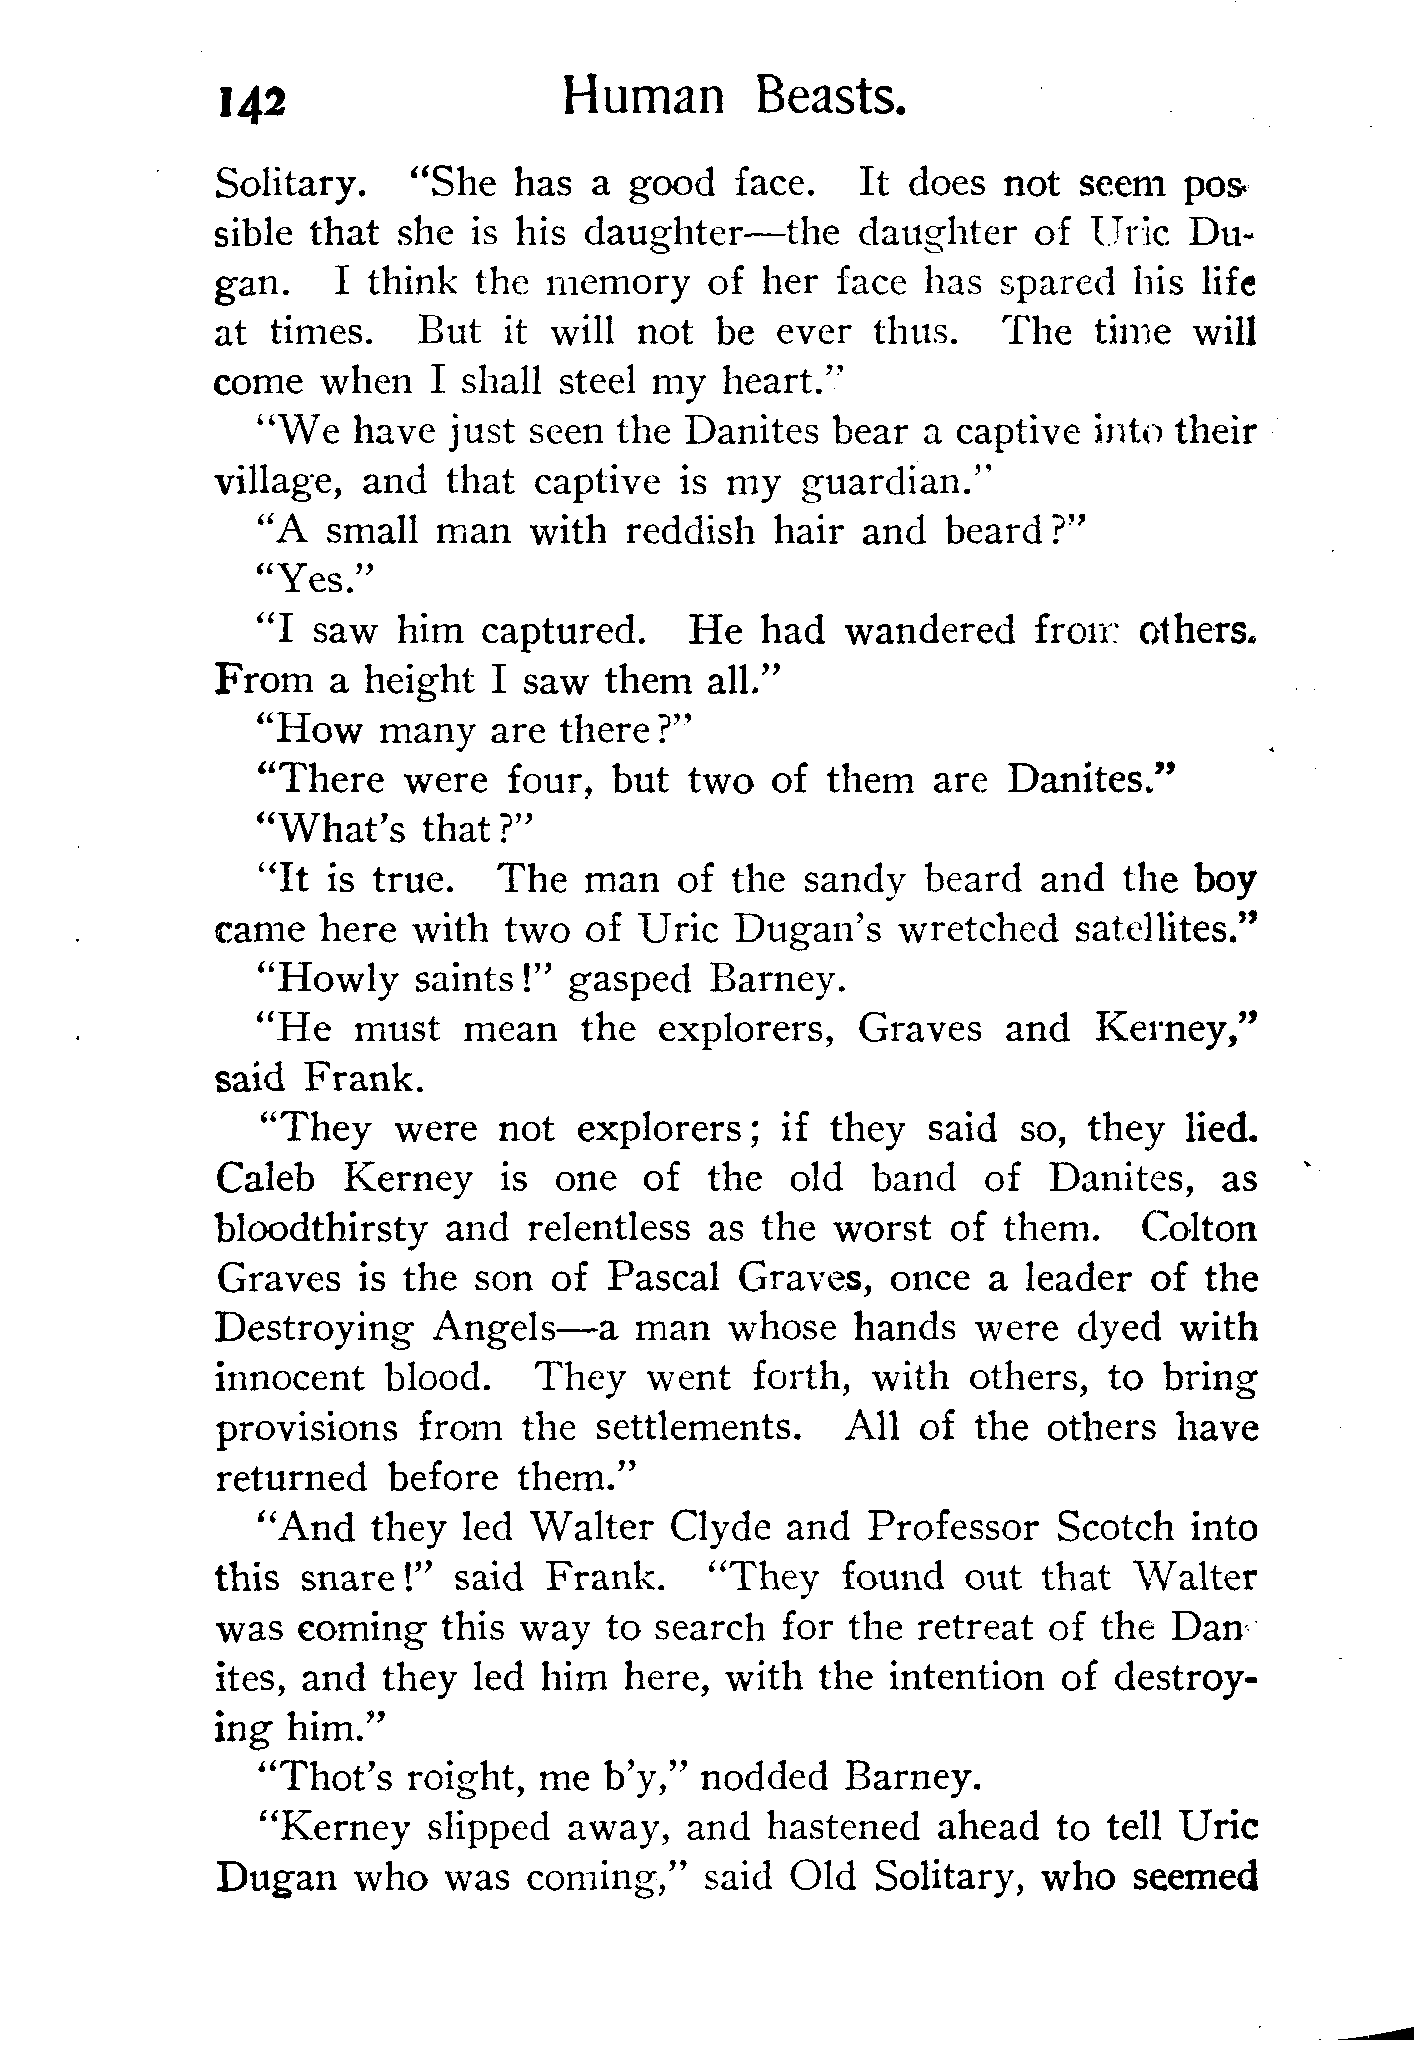 142 Human Beasts.
Solitary. “She has a good face. It does not seem pos-
sible that she is his daughter—the daughter of Uric Du-
gan. I think the memory of her face has spared his life
at times. But it will not be ever thus. The time will
come when I shall steel my heart.”
“We have just seen the Danites bear a captive into their
village, and that captive is my guardian.”
“A small man with reddish hair and beard?”
“Yes.”
“I saw him captured. He had wandered from others.
From a height I saw them all.”
“How many are there?”
“There were four, but two of them are Danites.”
“What's that?”
“It is true. The man of the sandy beard and the boy
came here with two of Uric Dugan's wretched satellites.”
“Howly saints!” gasped Barney.
“He must mean the explorers, Graves and Kerney,”
said Frank.
“They were not explorers; if they said so, they lied.
Caleb Kerney is one of the old band of Danites, as
bloodthirsty and relentless as the worst of them. Colton
Graves is the son of Pascal Graves, once a leader of the
Destroying Angels—a man whose hands were dyed with
innocent blood. They went forth, with others, to bring
provisions from the settlements. All of the others have
returned before them.”
“And they led Walter Clyde and Professor Scotch into
this snare!” said Frank. “They found out that Walter
was coming this way to search for the retreat of the Dan-
ites, and they led him here, with the intention of destroy-
ing him.”
“Thot's roight, me b'y,” nodded Barney.
“Kerney slipped away, and hastened ahead to tell Uric
Dugan who was coming,” said Old Solitary, who seemed